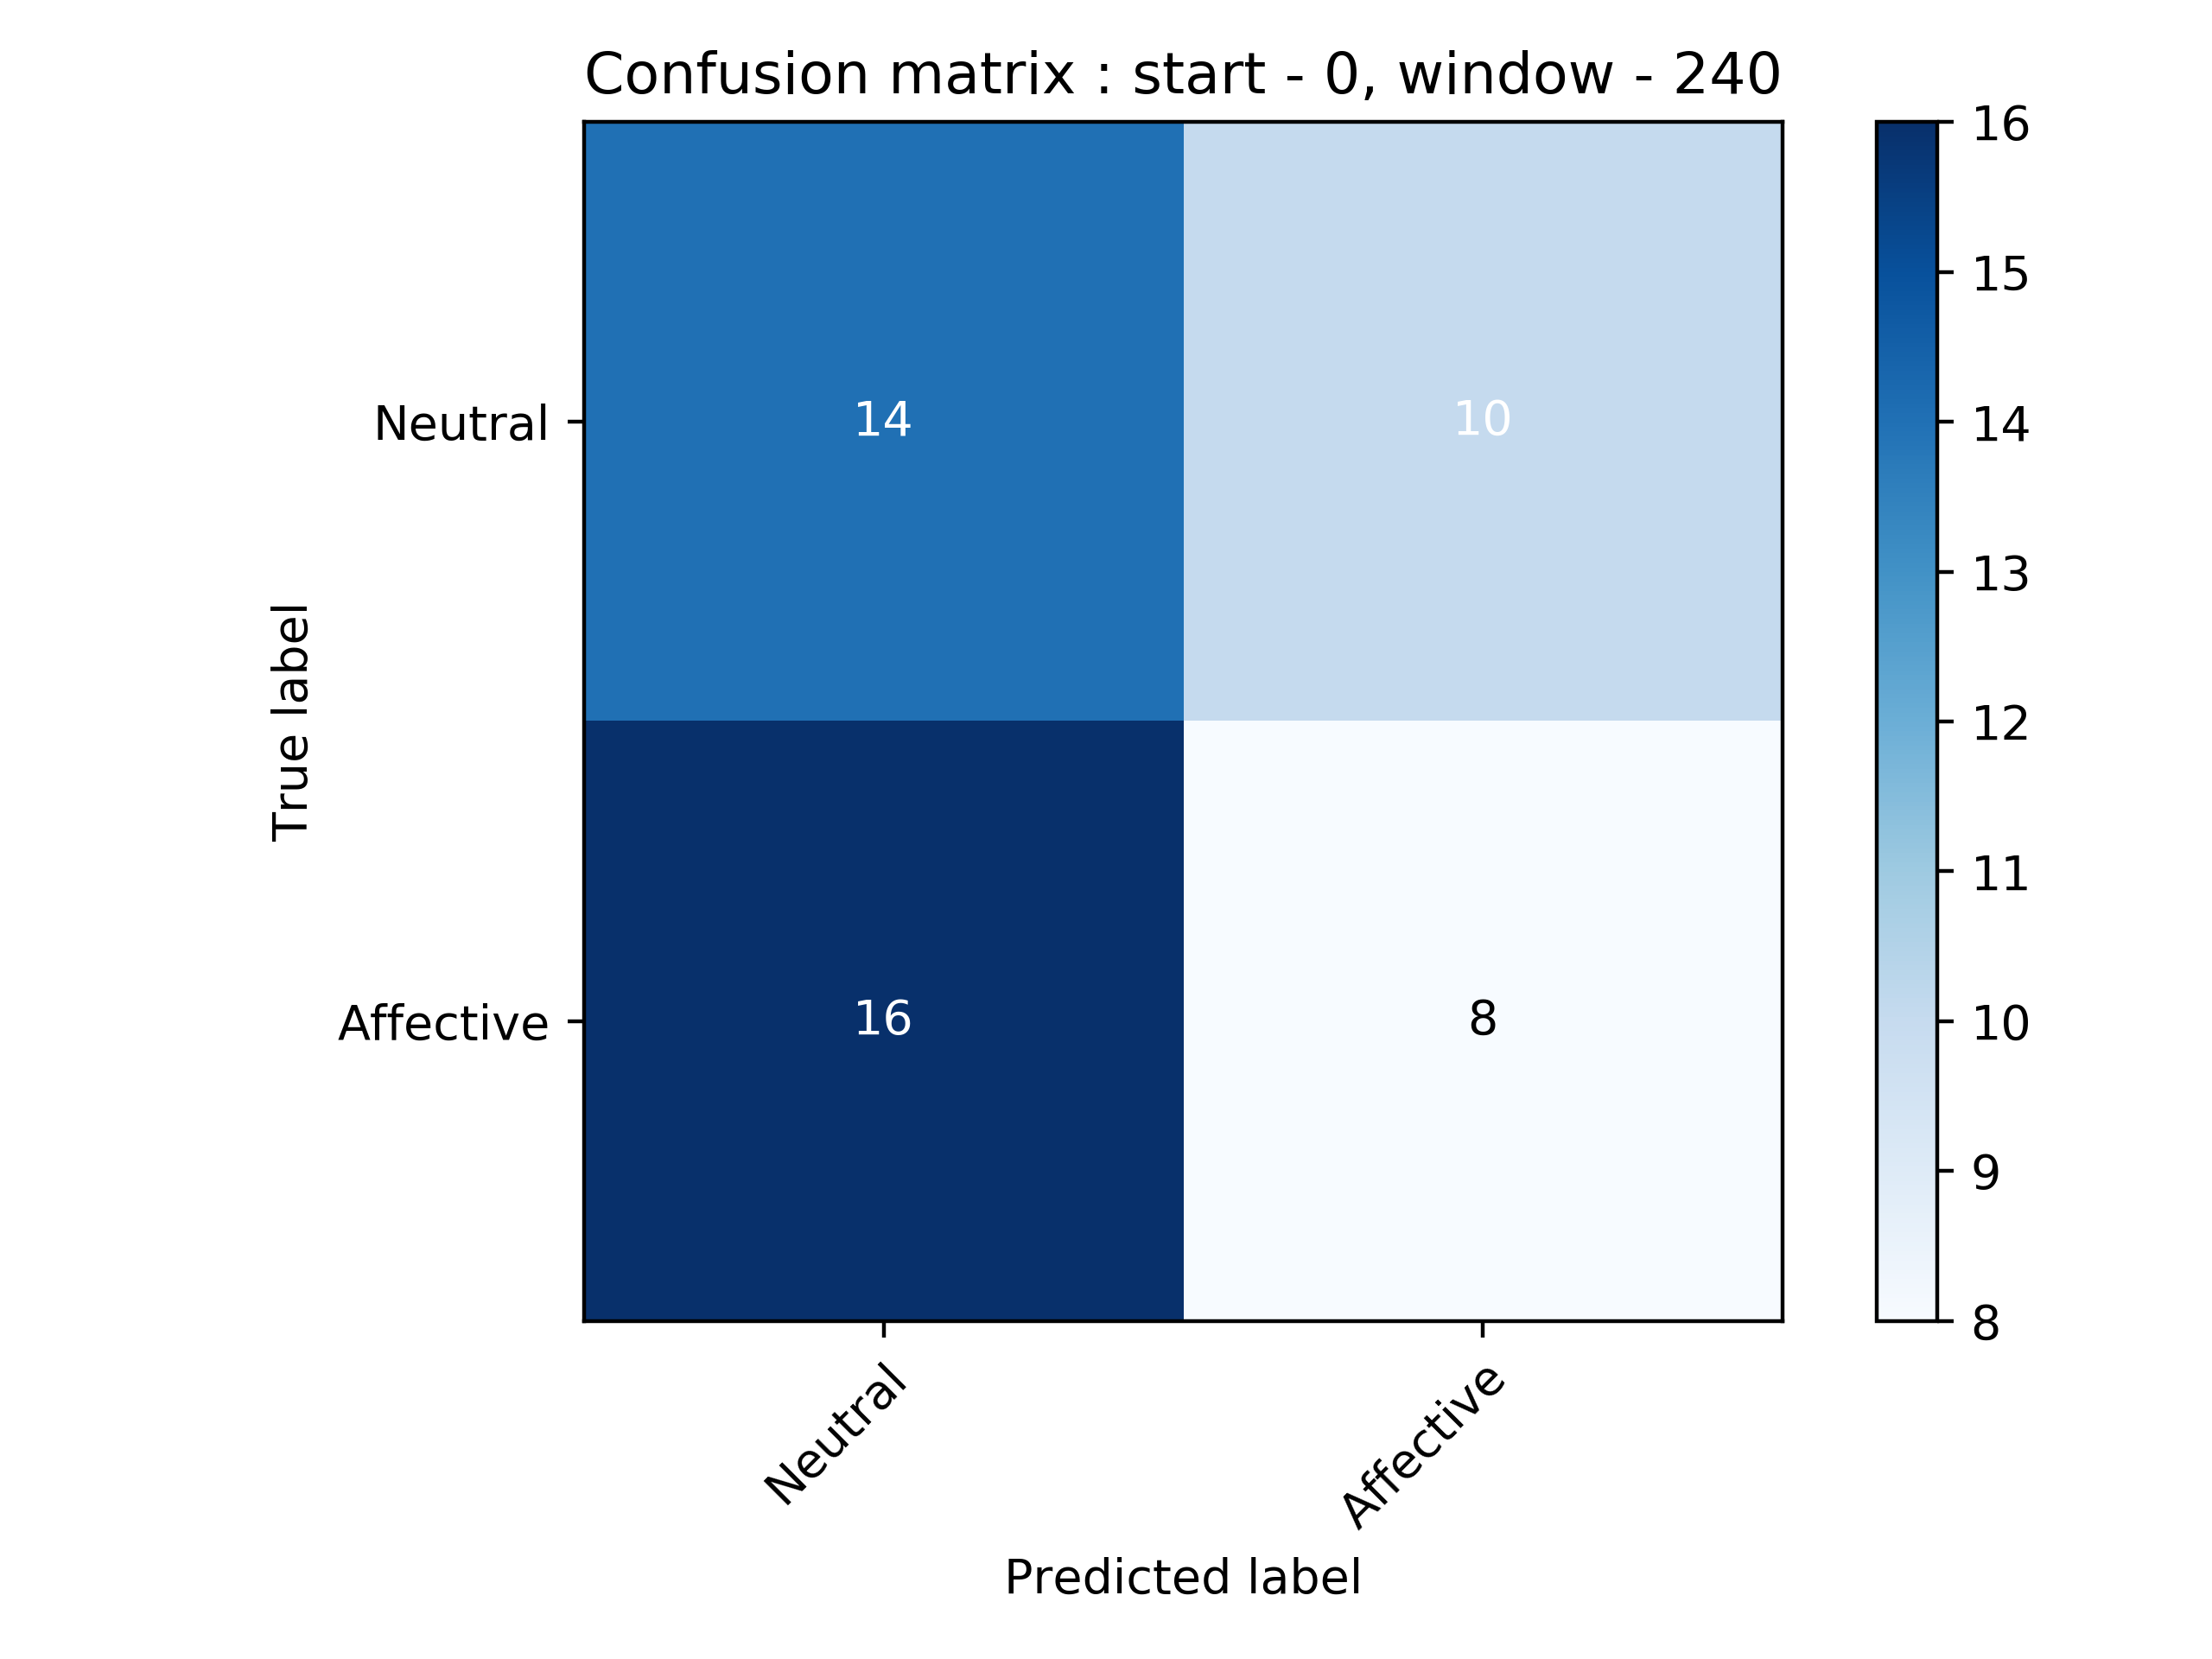 Confusion matrix : start - 0, window - 240
16
15
14
13
12
11
10
9
8
True label
Neutral
14
10
Affective
16
8
Neutral
Affective
Predicted label